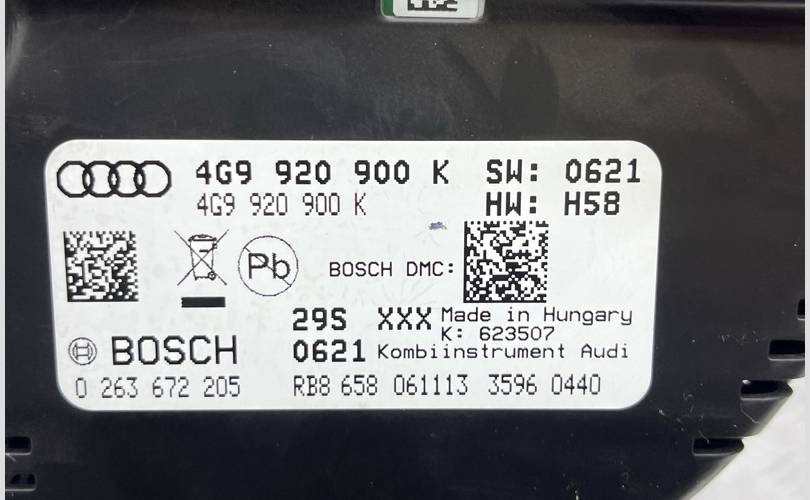 4G9 920 900 K SW: 0621
4G9 920 900 K HW: H58
Pb BOSCH DMC:
29S XXX Made in Hungary
K: 623507
BOSCH 0621 Kombiinstrument Audi
0 263 672 205 RB8 658 061113 3596 0440